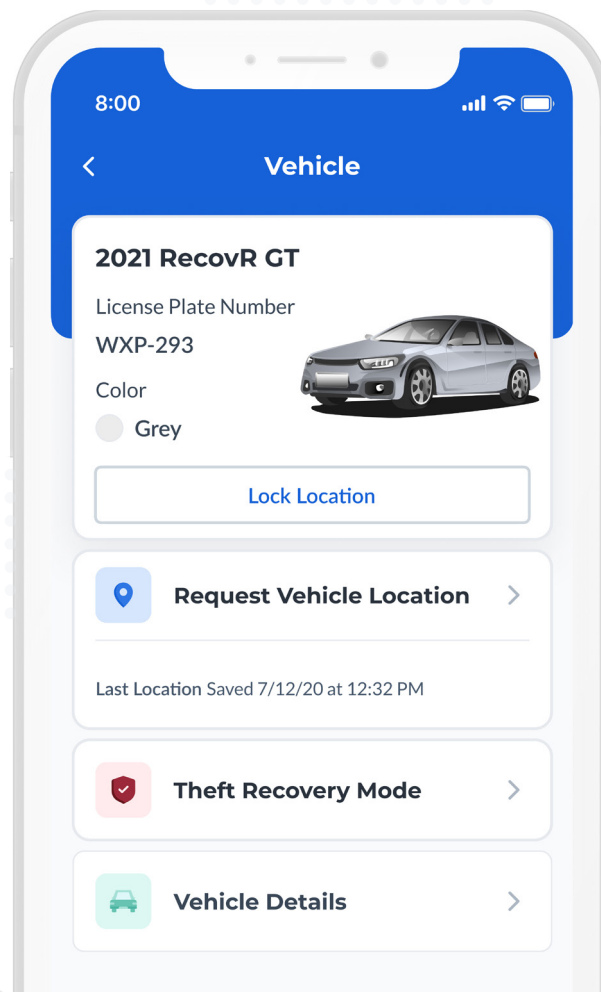 8:00
Vehicle
2021 RecovR GT
License Plate Number
WXP-293
Color
Grey
Lock Location
Request Vehicle Location
Last Location Saved 7/12/20 at 12:32 PM
Theft Recovery Mode
Vehicle Details